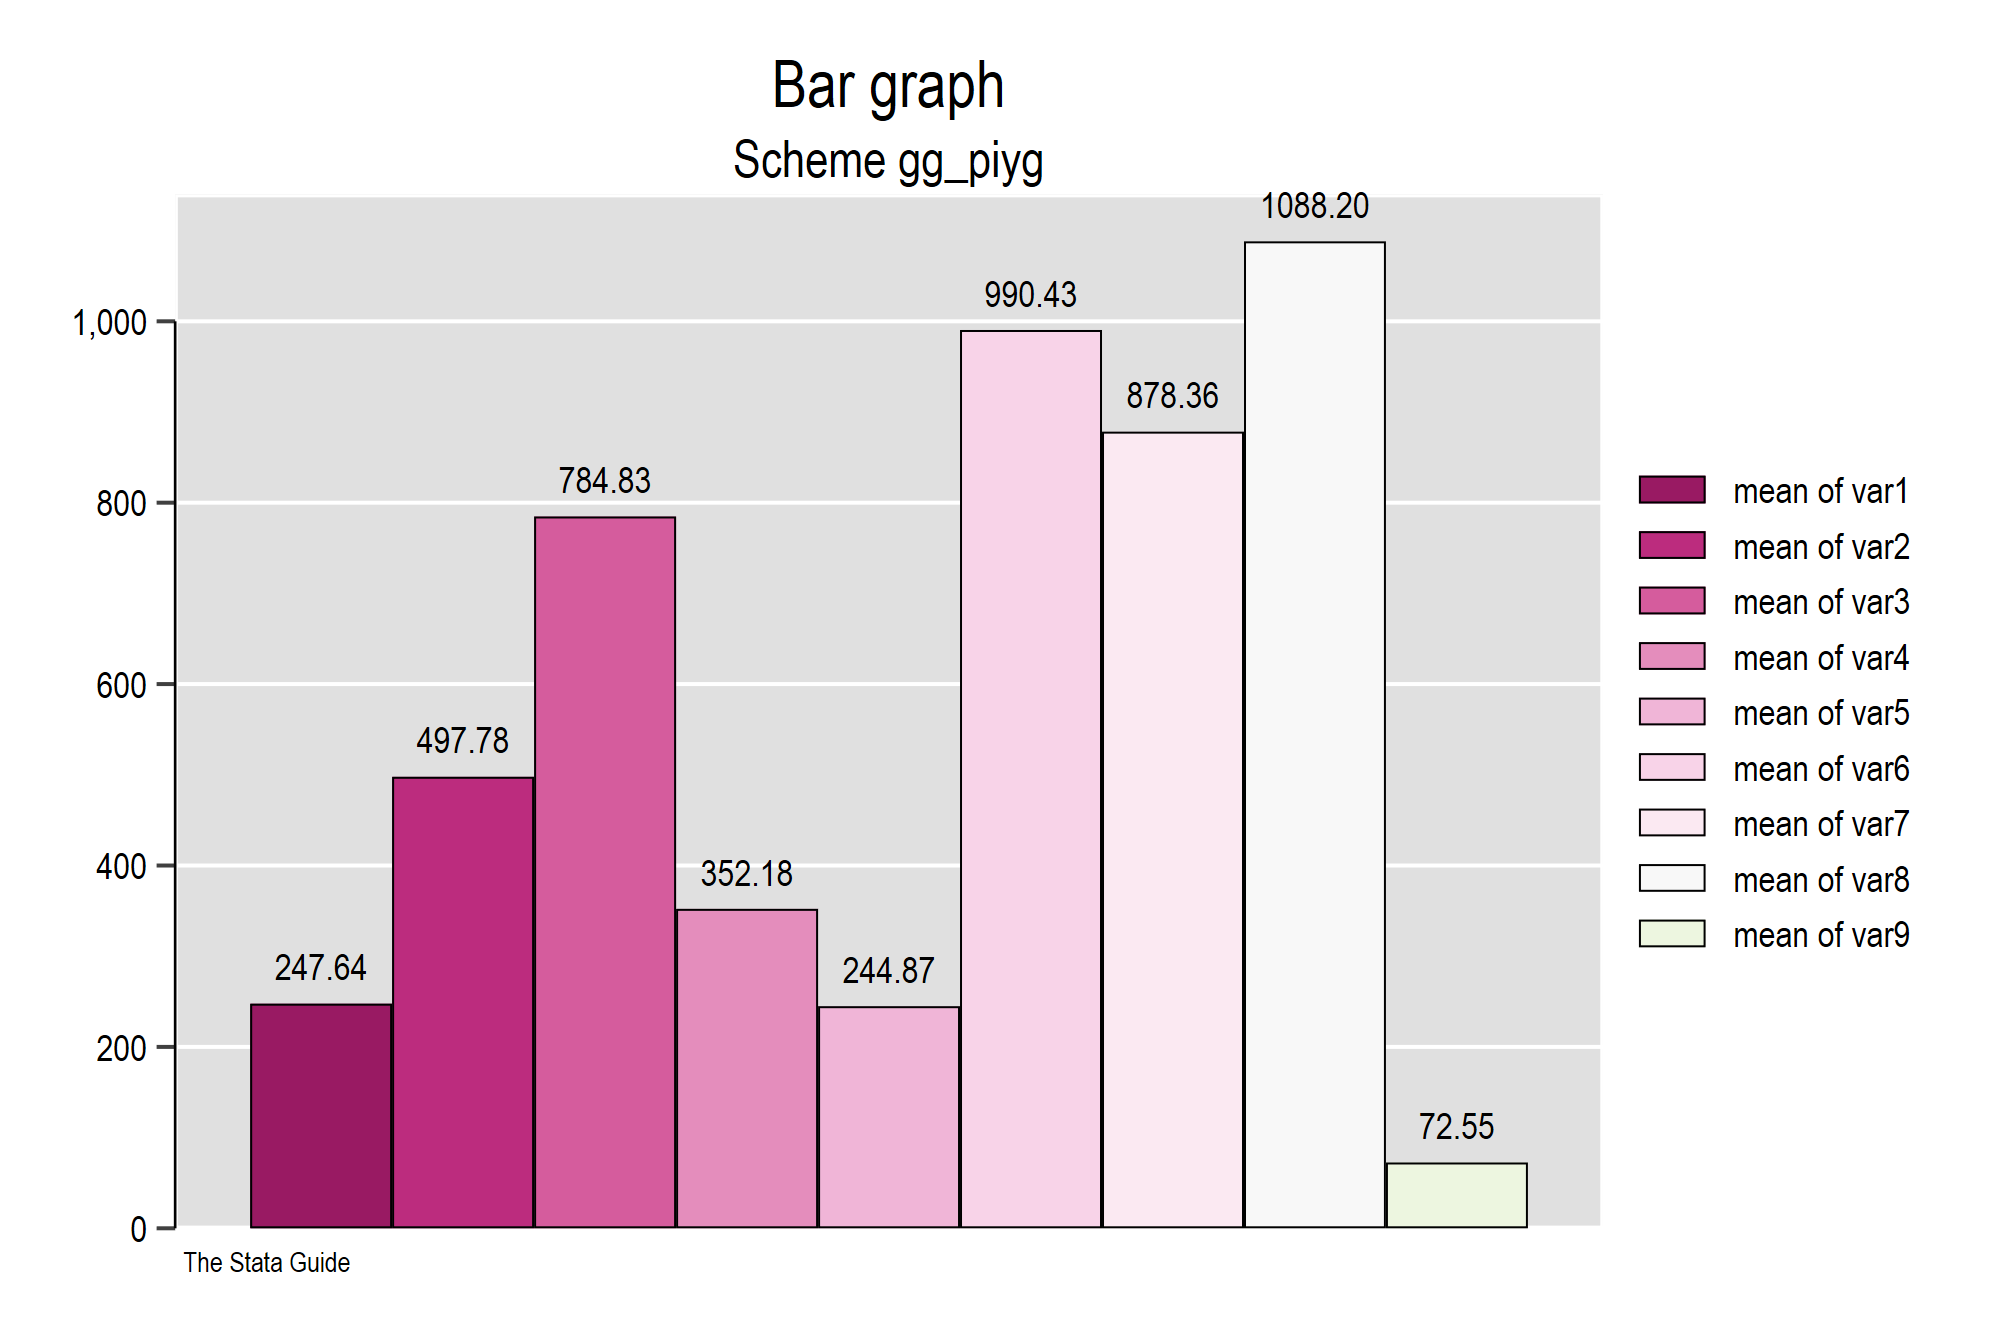 Bar graph
Scheme gg_piyg
1088.20
990.43
878.36
784.83
497.78
352.18
247.64
244.87
72.55
1,000
800
600
400
200
0
mean of var1
mean of var2
mean of var3
mean of var4
mean of var5
mean of var6
mean of var7
mean of var8
mean of var9
The Stata Guide